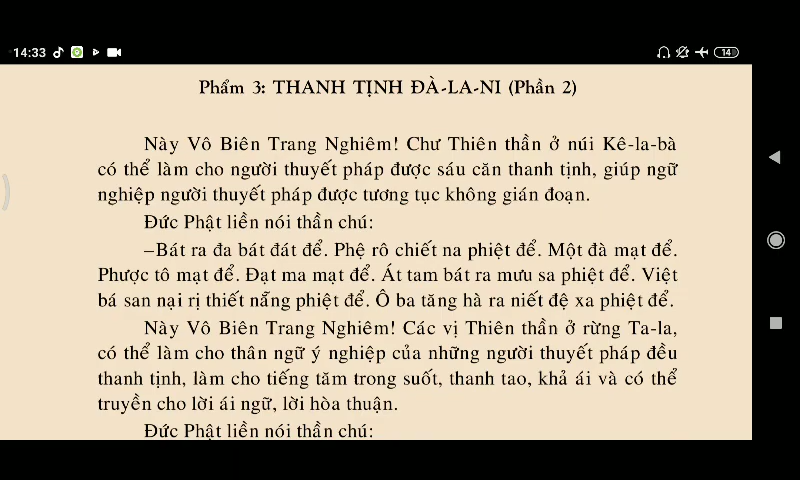 14:33
14
Phẩm 3: THANH TỊNH ĐÀ-LA-NI (Phần 2)
Này Vô Biên Trang Nghiêm! Chư Thiên thần ở núi Kê-la-bà
có thể làm cho người thuyết pháp được sáu căn thanh tịnh, giúp ngữ
nghiệp người thuyết pháp được tương tục không gián đoạn.
Đức Phật liền nói thần chú:
–Bát ra đa bát đát để. Phệ rô chiết na phiệt để. Một đà mạt để.
Phược tô mạt để. Đạt ma mạt để. Át tam bát ra mưu sa phiệt để. Việt
bá san nại rị thiết nẵng phiệt để. Ô ba tăng hà ra niết đệ xa phiệt để.
Này Vô Biên Trang Nghiêm! Các vị Thiên thần ở rừng Ta-la,
có thể làm cho thân ngữ ý nghiệp của những người thuyết pháp đều
thanh tịnh, làm cho tiếng tăm trong suốt, thanh tao, khả ái và có thể
truyền cho lời ái ngữ, lời hòa thuận.
Đức Phật liền nói thần chú: